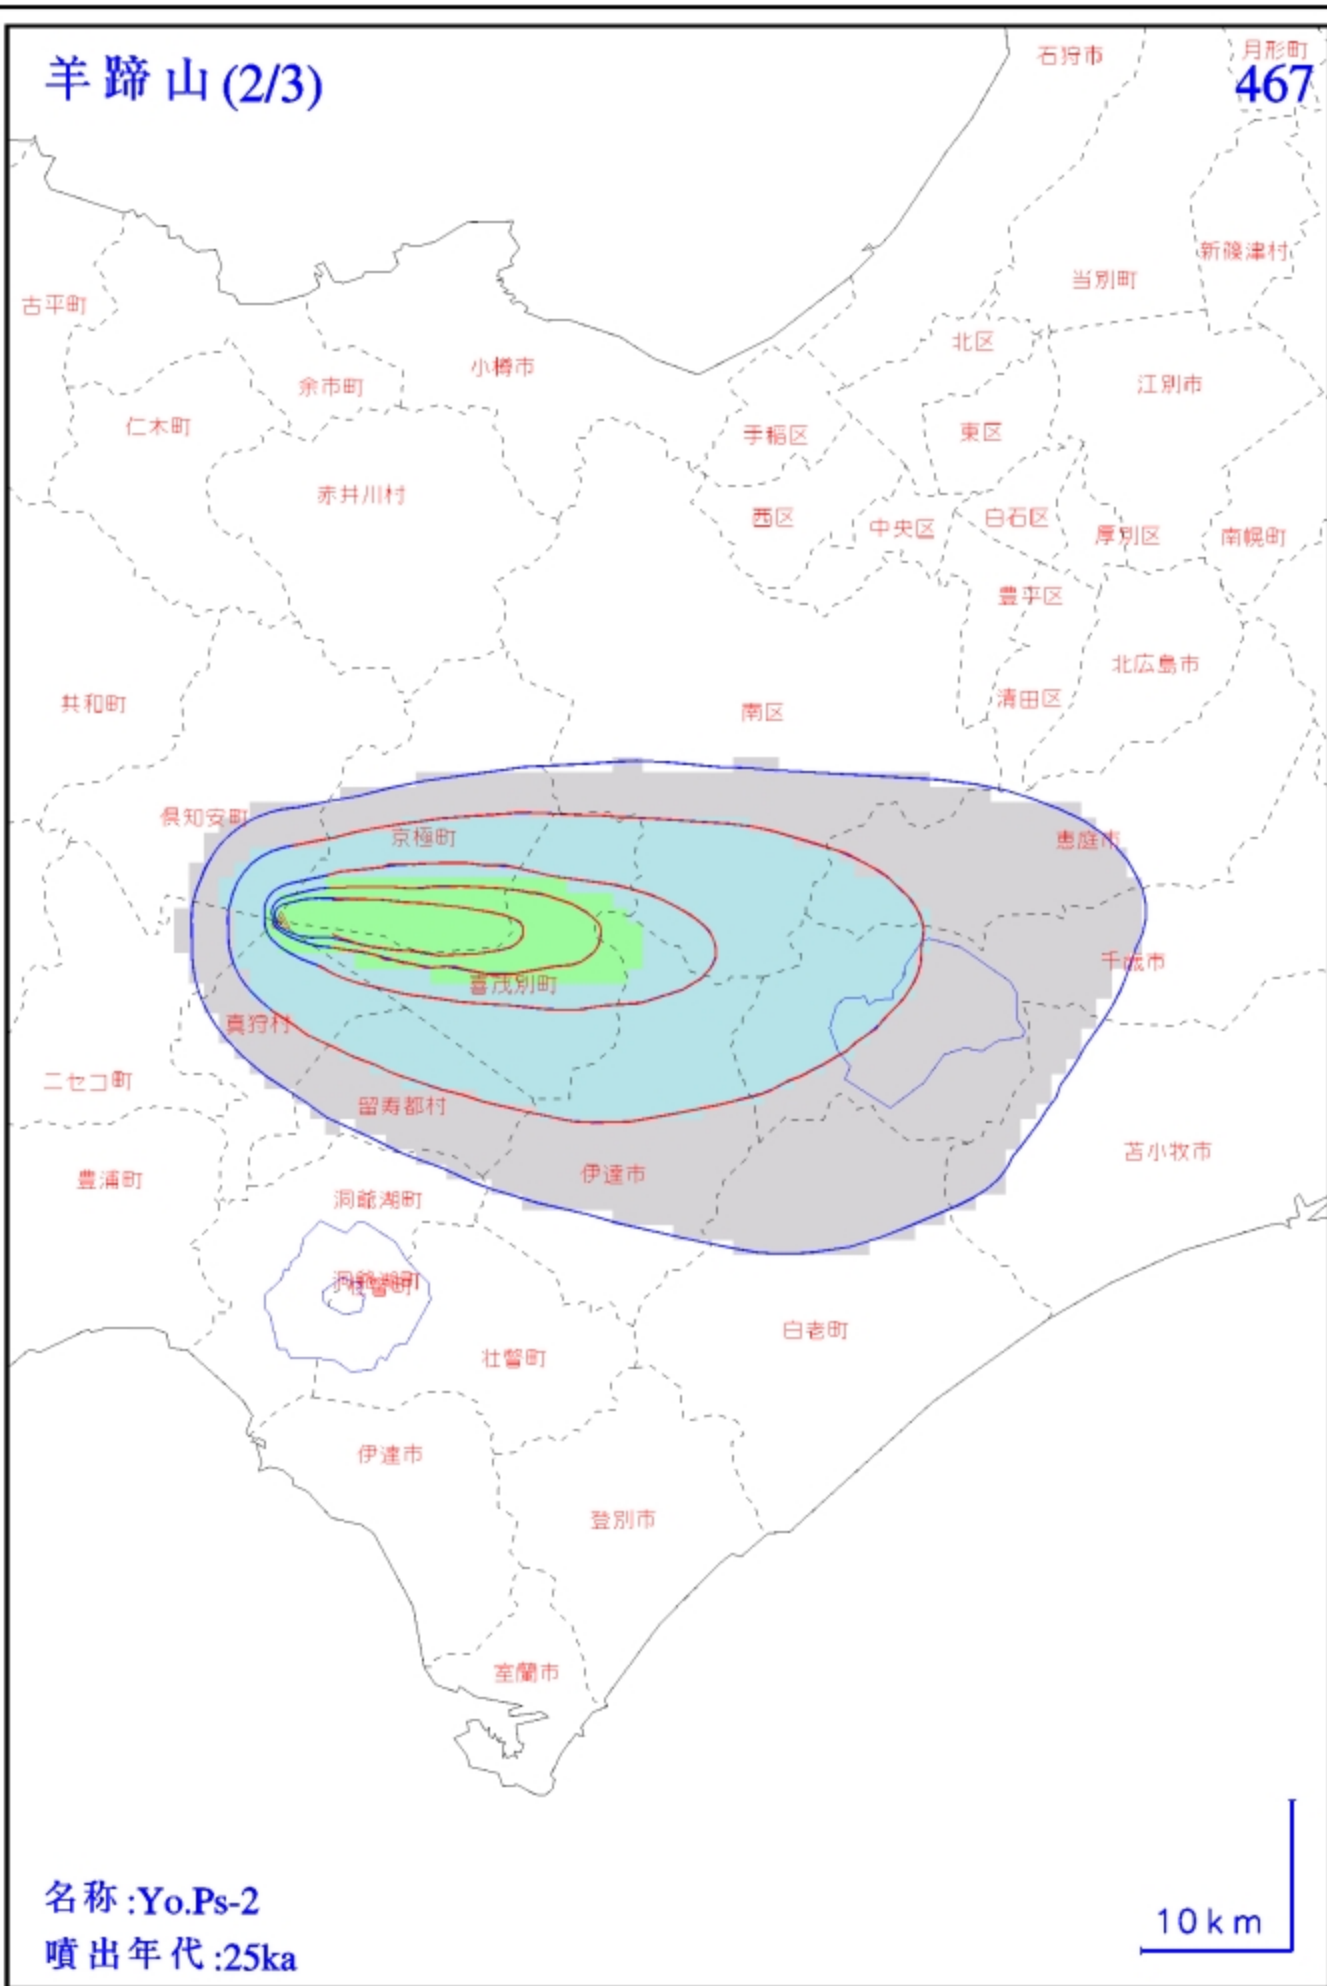 羊蹄山(2/3)
467
石狩市
月形町
新篠津村
当別町
古平町
北区
小樽市
余市町
江別市
仁木町
手稲区
東区
赤井川村
西区
中央区
白石区
厚別区
南幌町
豊平区
北広島市
清田区
共和町
南区
倶知安町
京極町
恵庭市
千歳市
喜茂別町
真狩村
ニセコ町
留寿都村
苫小牧市
豊浦町
伊達市
洞爺湖町
洞爺湖町
壮瞥町
白老町
壮瞥町
伊達市
登別市
室蘭市
名称:Yo.Ps-2
噴出年代:25ka
10km